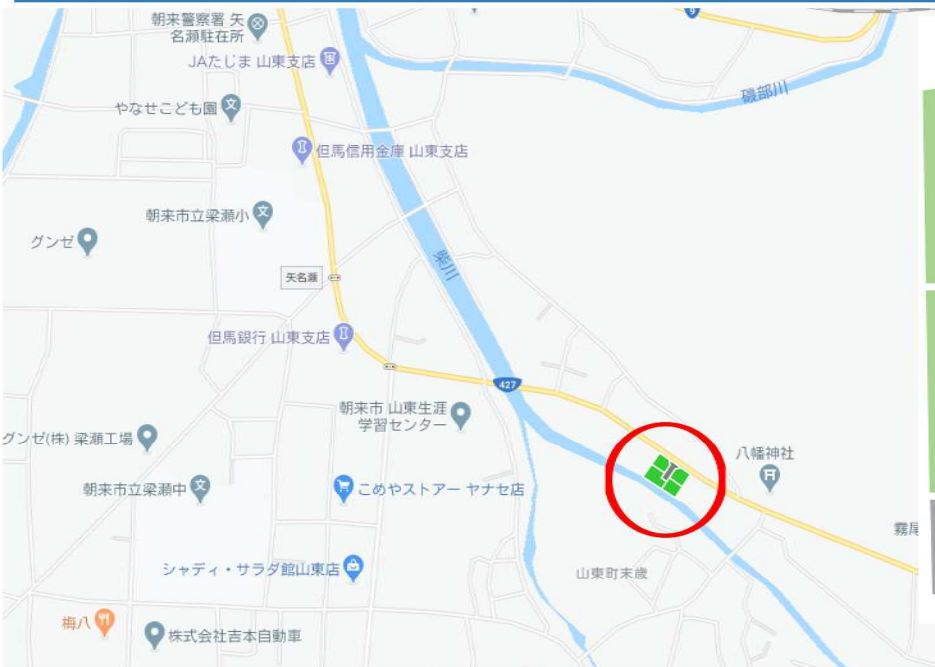 朝来警察署 矢
名瀬駐在所
9
JAたじま 山東支店
磯部川
やなせこども園
但馬信用金庫 山東支店
朝来市立梁瀬小
グンゼ
柴川
矢名瀬
但馬銀行 山東支店
427
朝来市 山東生涯
学習センター
グンゼ(株) 梁瀬工場
八幡神社
朝来市立梁瀬中
こめやストアー ヤナセ店
霧尾
シャディ・サラダ館山東店
山東町末歳
梅八
株式会社吉本自動車